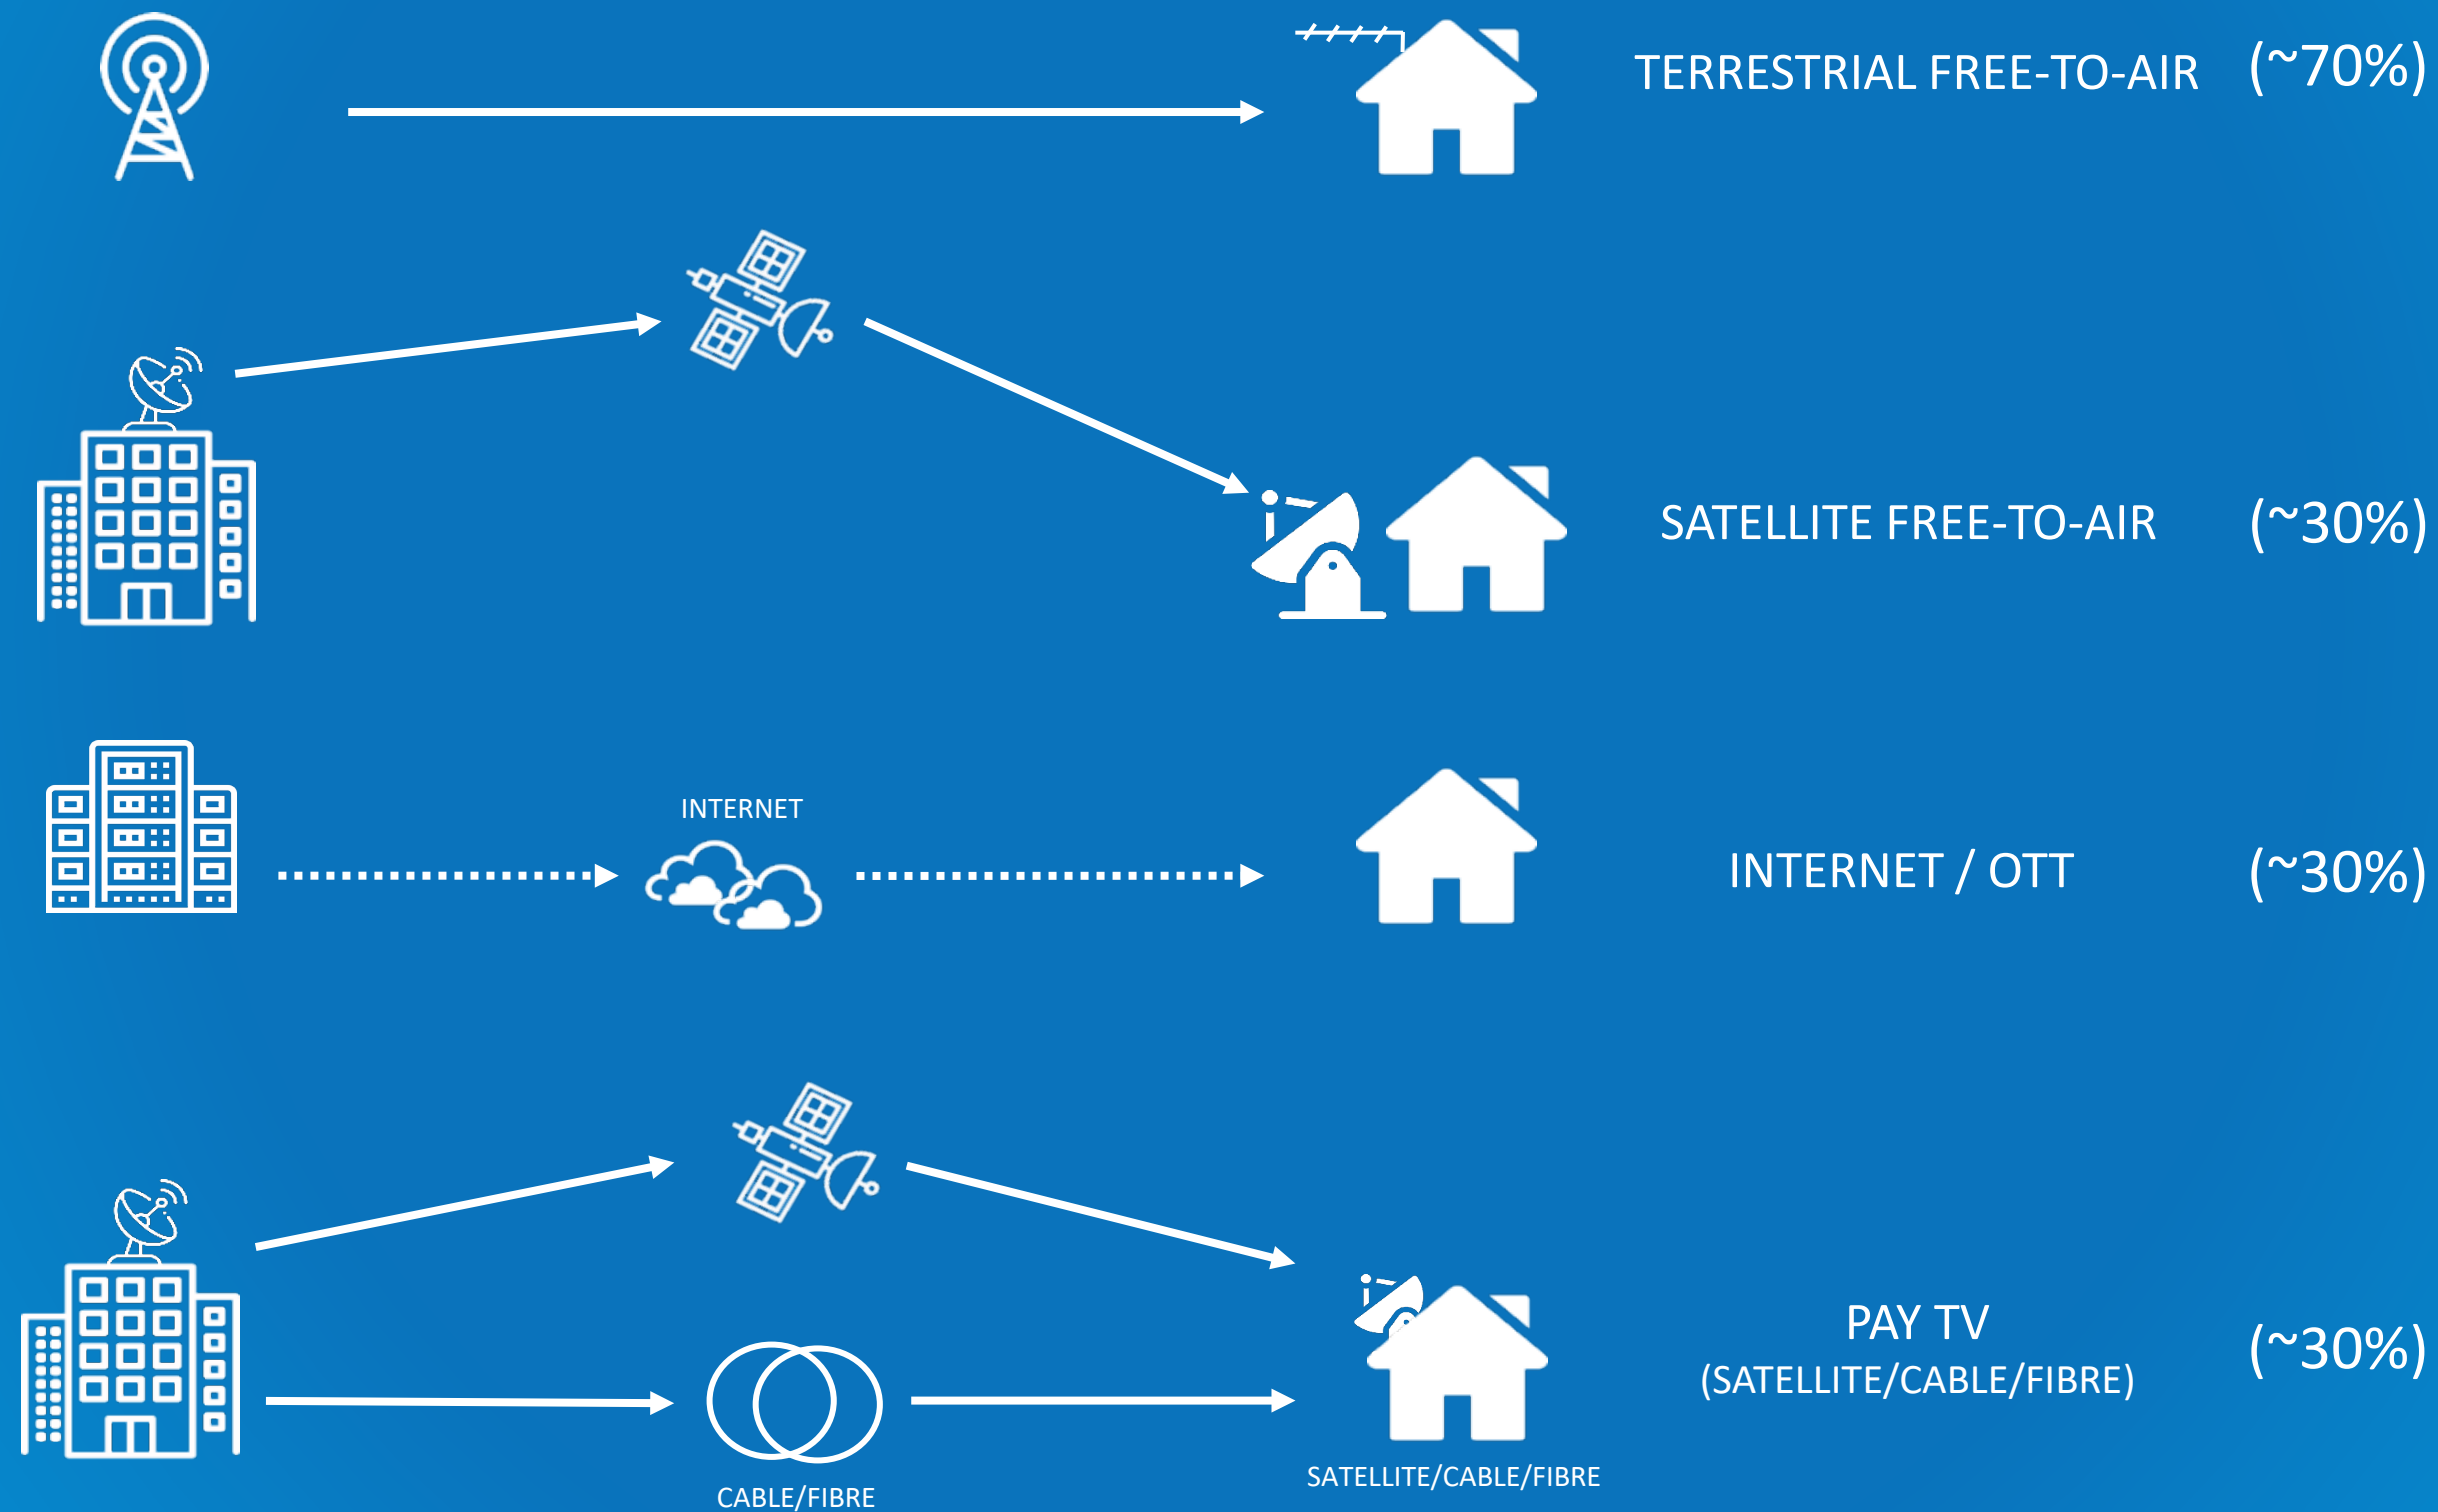 TERRESTRIAL FREE-TO-AIR (~70%)
SATELLITE FREE-TO-AIR (~30%)
INTERNET
INTERNET / OTT (~30%)
PAY TV
(SATELLITE/CABLE/FIBRE)
(~30%)
SATELLITE/CABLE/FIBRE
CABLE/FIBRE